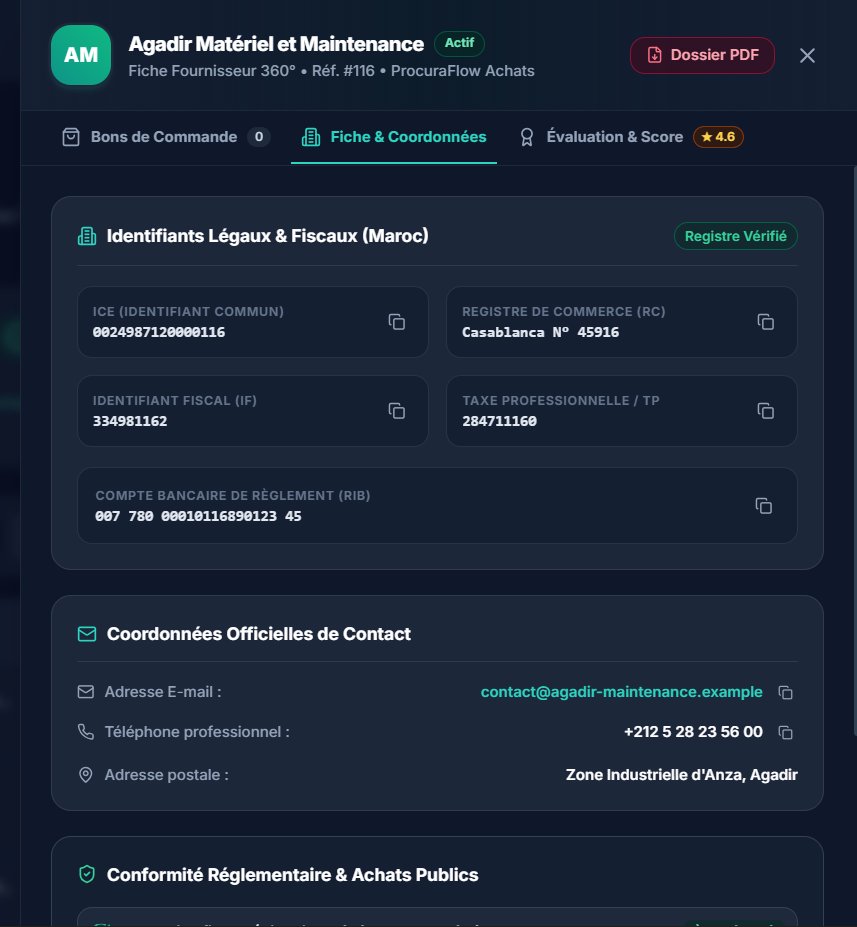 AM
Agadir Matériel et Maintenance
Actif
Fiche Fournisseur 360° • Réf. #116 • ProcuraFlow Achats
Dossier PDF
Bons de Commande 0
Fiche & Coordonnées
Évaluation & Score ★ 4.6
Identifiants Légaux & Fiscaux (Maroc)
Registre Vérifié
ICE (IDENTIFIANT COMMUN)
0024987120000116
REGISTRE DE COMMERCE (RC)
Casablanca Nº 45916
IDENTIFIANT FISCAL (IF)
334981162
TAXE PROFESSIONNELLE / TP
284711160
COMPTE BANCAIRE DE RÈGLEMENT (RIB)
007 780 00010116890123 45
Coordonnées Officielles de Contact
Adresse E-mail :
contact@agadir-maintenance.example
Téléphone professionnel :
+212 5 28 23 56 00
Adresse postale :
Zone Industrielle d'Anza, Agadir
Conformité Réglementaire & Achats Publics